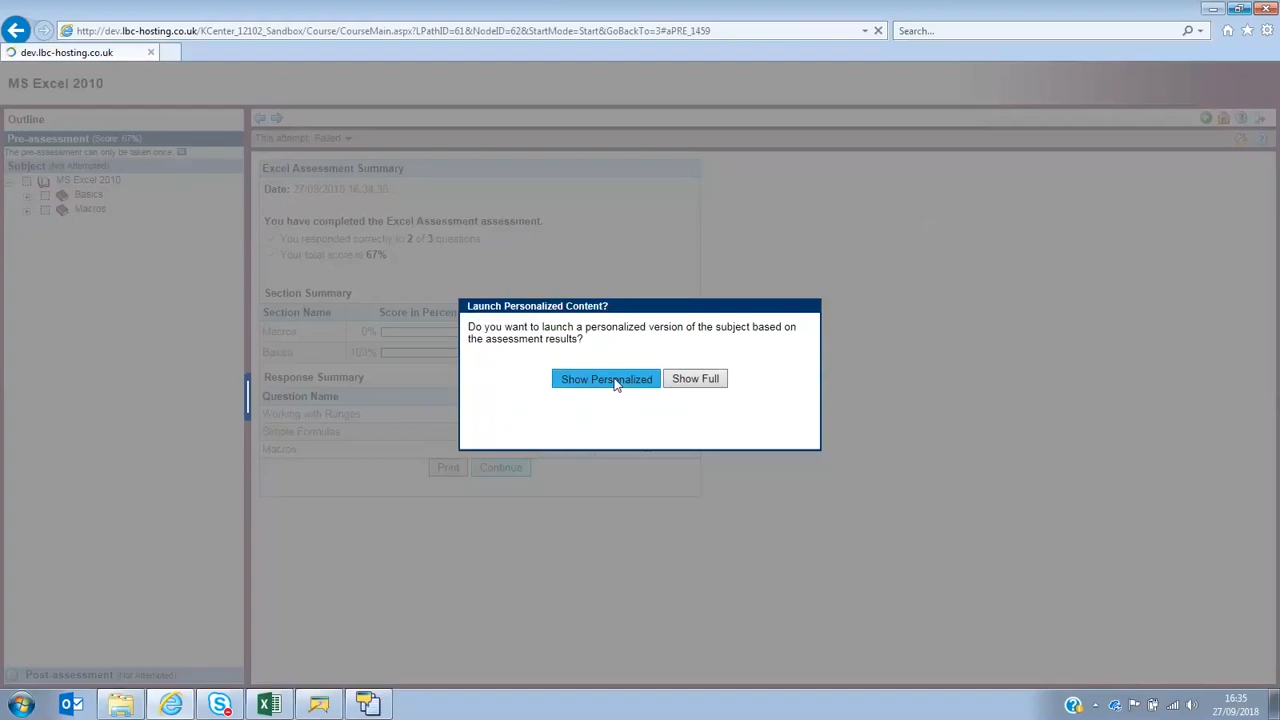 http://dev.lbc-hosting.co.uk/KCenter_12102_Sandbox/Course/CourseMain.aspx?LPathID=61&NodeID=62&StartMode=Start&GoBackTo=3#aPRE_1459
Search...
dev.lbc-hosting.co.uk
MS Excel 2010
Outline
Pre-assessment (Score: 67%)
This attempt: Failed
The pre-assessment can only be taken once.
Subject (Not Attempted)
MS Excel 2010
Basics
Macros
Excel Assessment Summary
Date: 27/09/2018 16:34:36
You have completed the Excel Assessment assessment.
You responded correctly to 2 of 3 questions
Your total score is 67%
Section Summary
Section Name Score in Percen
Macros 0%
Basics 100%
Response Summary
Question Name
Working with Ranges
Simple Formulas
Macros
Print Continue
Launch Personalized Content?
Do you want to launch a personalized version of the subject based on
the assessment results?
Show Personalized Show Full
Post-assessment (Not Attempted)
16:35
27/09/2018